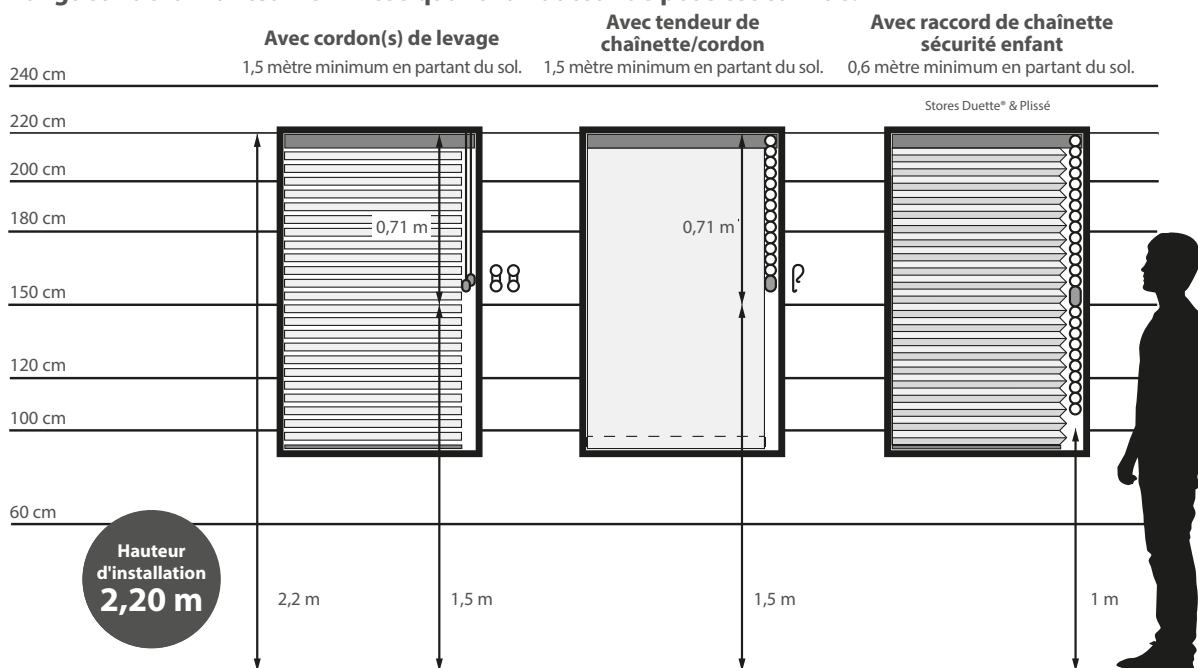 Avec cordon(s) de levage
1,5 mètre minimum en partant du sol.
Avec tendeur de
chaînette/cordon
1,5 mètre minimum en partant du sol.
Avec raccord de chaînette
sécurité enfant
0,6 mètre minimum en partant du sol.
Stores Duette® & Plissé
240 cm
220 cm
200 cm
180 cm
150 cm
120 cm
100 cm
60 cm
0,71 m
0,71 m
Hauteur
d'installation
2,20 m
2,2 m
1,5 m
1,5 m
1 m